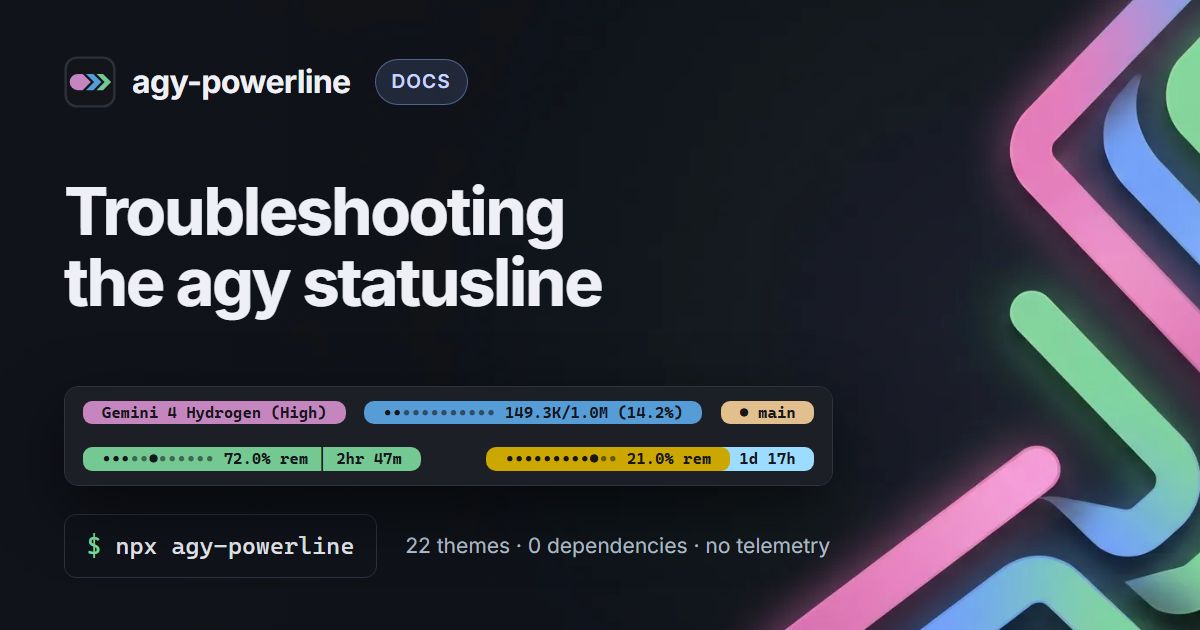 agy-powerline DOCS
Troubleshooting
the agy statusline
Gemini 4 Hydrogen (High) 149.3K/1.0M (14.2%) ● main
72.0% rem 2hr 47m 21.0% rem 1d 17h
$ npx agy-powerline 22 themes · 0 dependencies · no telemetry